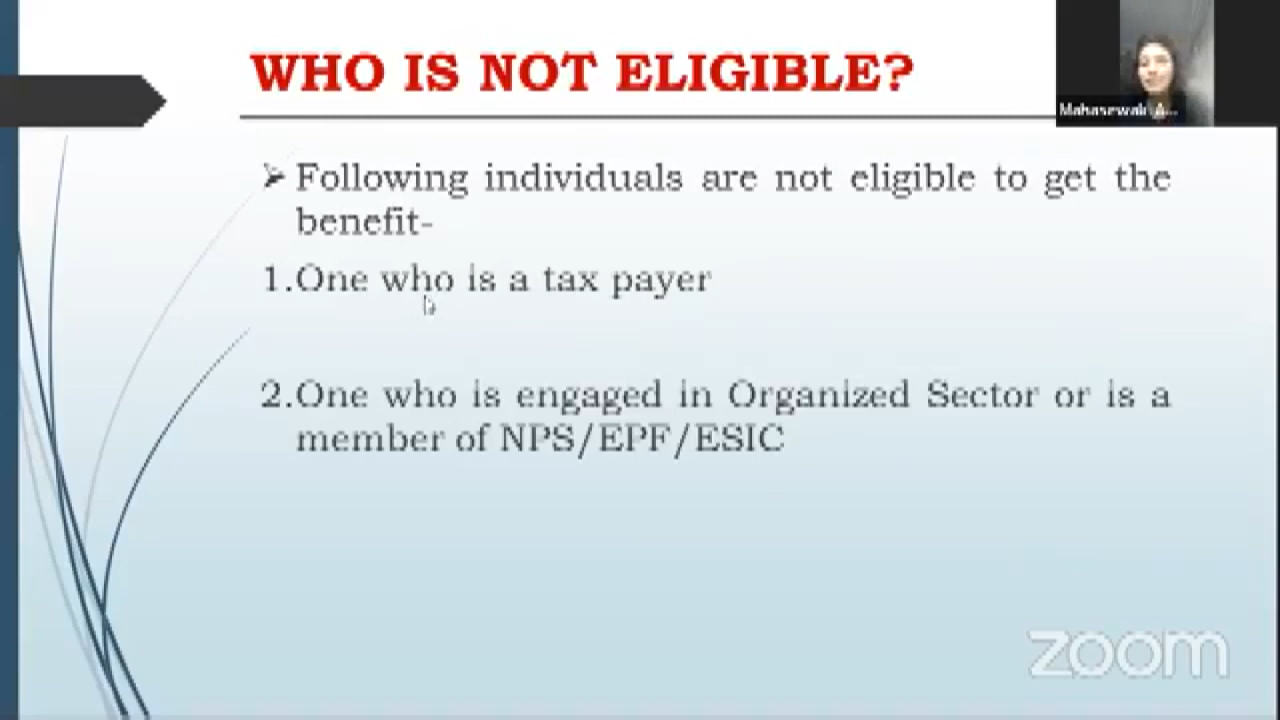 WHO IS NOT ELIGIBLE?
➢ Following individuals are not eligible to get the
benefit-
1.One who is a tax payer
2.One who is engaged in Organized Sector or is a
member of NPS/EPF/ESIC
zoom